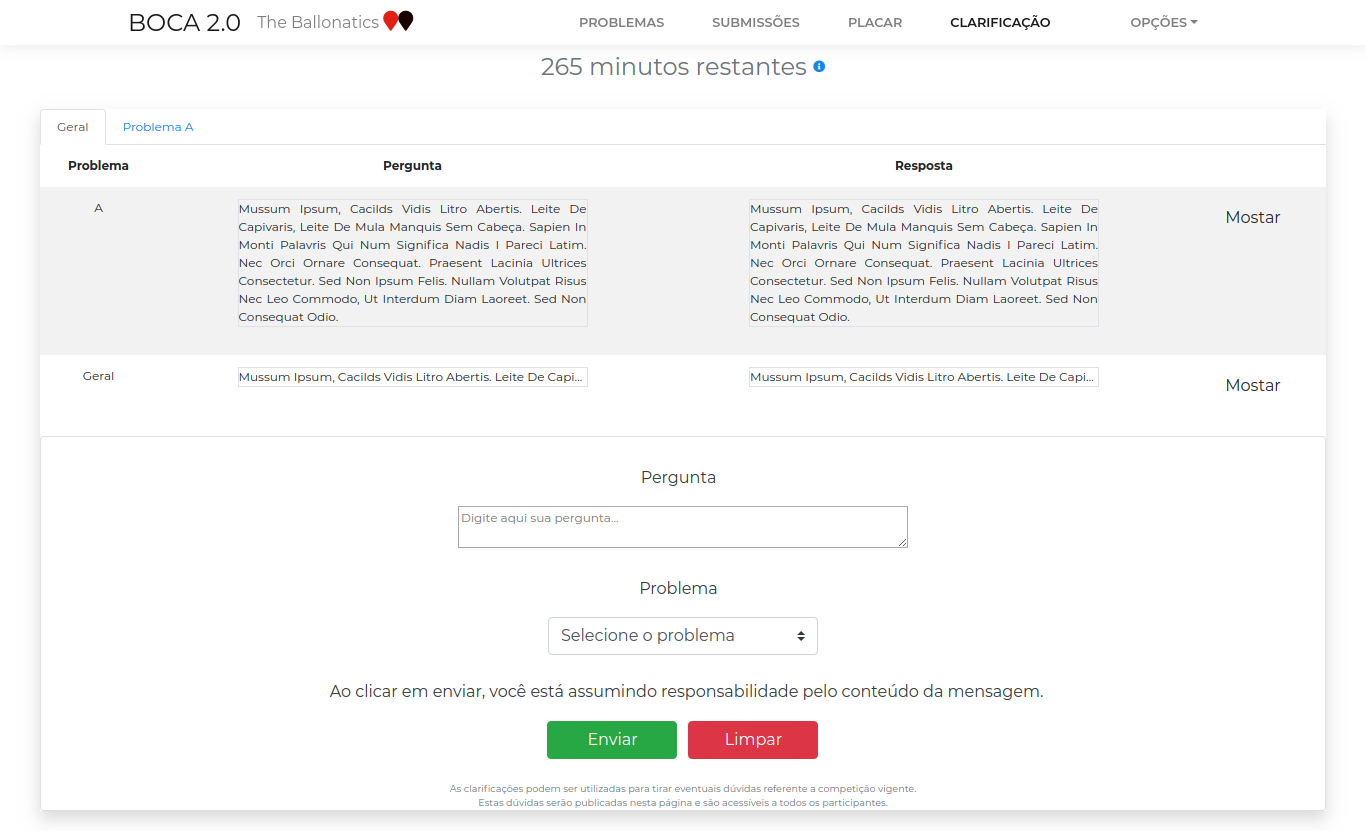 BOCA 2.0 The Ballonatics PROBLEMAS SUBMISSÕES PLACAR CLARIFICAÇÃO OPÇÕES
265 minutos restantes
Geral Problema A
Problema Pergunta Resposta
A
Mussum Ipsum, Cacilds Vidis Litro Abertis. Leite De
Capivaris, Leite De Mula Manquis Sem Cabeça. Sapien In
Monti Palavris Qui Num Significa Nadis I Pareci Latim.
Nec Orci Ornare Consequat. Praesent Lacinia Ultrices
Consectetur. Sed Non Ipsum Felis. Nullam Volutpat Risus
Nec Leo Commodo, Ut Interdum Diam Laoreet. Sed Non
Consequat Odio.
Mussum Ipsum, Cacilds Vidis Litro Abertis. Leite De
Capivaris, Leite De Mula Manquis Sem Cabeça. Sapien In
Monti Palavris Qui Num Significa Nadis I Pareci Latim.
Nec Orci Ornare Consequat. Praesent Lacinia Ultrices
Consectetur. Sed Non Ipsum Felis. Nullam Volutpat Risus
Nec Leo Commodo, Ut Interdum Diam Laoreet. Sed Non
Consequat Odio.
Mostar
Geral
Mussum Ipsum, Cacilds Vidis Litro Abertis. Leite De Capi...
Mussum Ipsum, Cacilds Vidis Litro Abertis. Leite De Capi...
Mostar
Pergunta
Digite aqui sua pergunta...
Problema
Selecione o problema
Ao clicar em enviar, você está assumindo responsabilidade pelo conteúdo da mensagem.
Enviar Limpar
As clarificações podem ser utilizadas para tirar eventuais dúvidas referente a competição vigente.
Estas dúvidas serão publicadas nesta página e são acessíveis a todos os participantes.